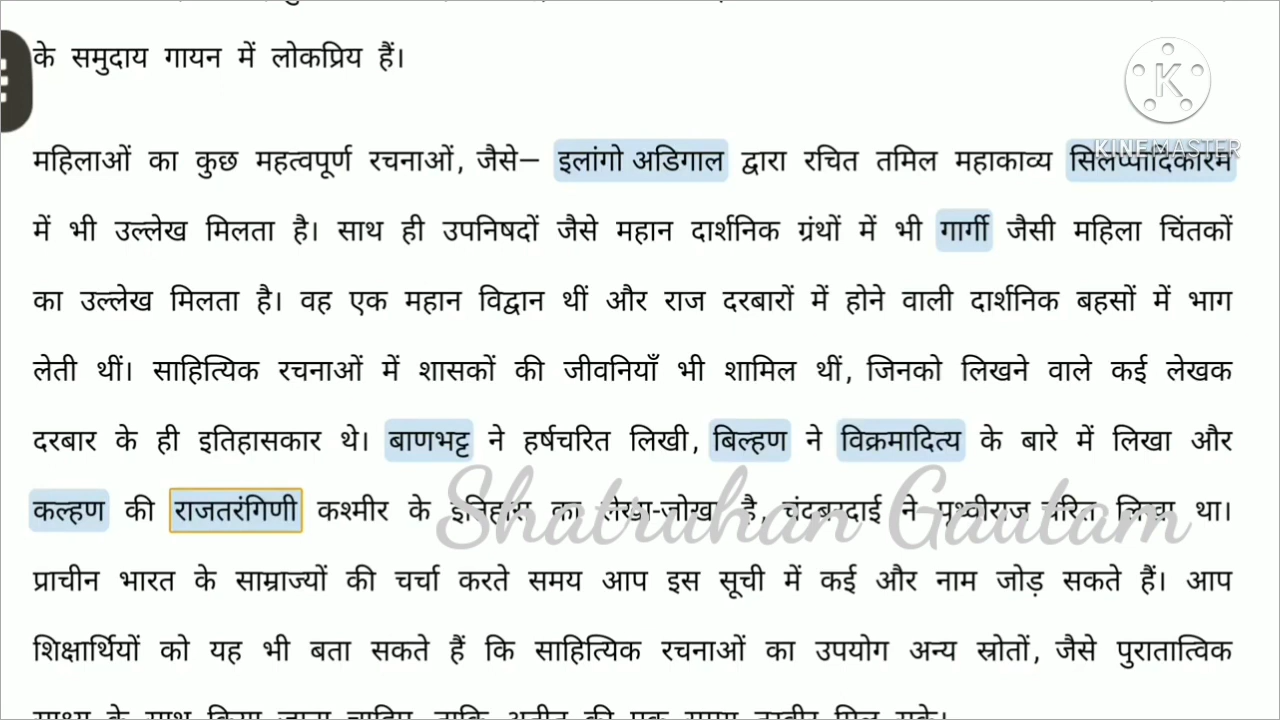 के समुदाय गायन में लोकप्रिय हैं।
महिलाओं का कुछ महत्वपूर्ण रचनाओं, जैसे– इलांगो अडिगाल द्वारा रचित तमिल महाकाव्य सिलप्पादिकारम
K
KINEMASTER
में भी उल्लेख मिलता है। साथ ही उपनिषदों जैसे महान दार्शनिक ग्रंथों में भी गार्गी जैसी महिला चिंतकों
का उल्लेख मिलता है। वह एक महान विद्वान थीं और राज दरबारों में होने वाली दार्शनिक बहसों में भाग
लेती थीं। साहित्यिक रचनाओं में शासकों की जीवनियाँ भी शामिल थीं, जिनको लिखने वाले कई लेखक
दरबार के ही इतिहासकार थे। बाणभट्ट ने हर्षचरित लिखी, बिल्हण ने विक्रमादित्य के बारे में लिखा और
कल्हण की राजतरंगिणी कश्मीर के इतिहास का लेखा-जोखा है, चंदबरदाई ने पृथ्वीराज चरित लिखा था।
Shatruhan Gautam
प्राचीन भारत के साम्राज्यों की चर्चा करते समय आप इस सूची में कई और नाम जोड़ सकते हैं। आप
शिक्षार्थियों को यह भी बता सकते हैं कि साहित्यिक रचनाओं का उपयोग अन्य स्रोतों, जैसे पुरातात्विक